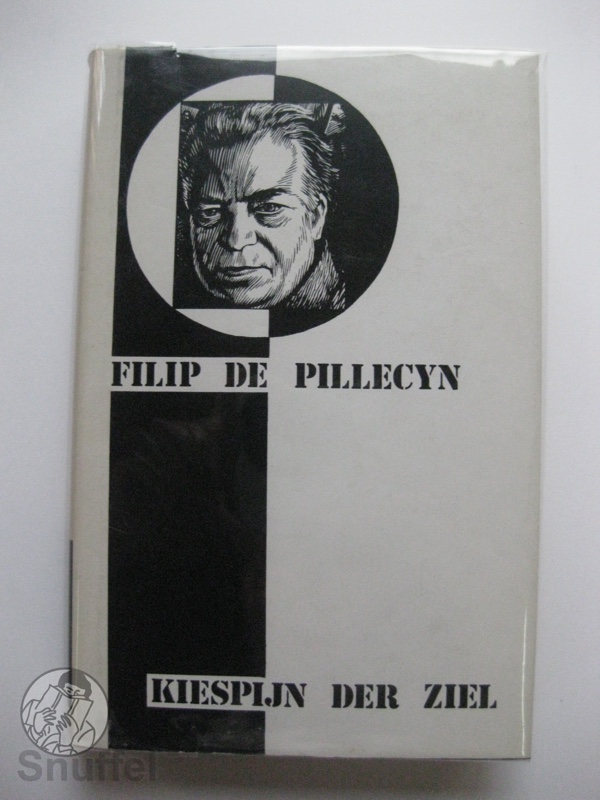 FILIP DE PILLECYN
KIESPIJN DER ZIEL
Snuffel